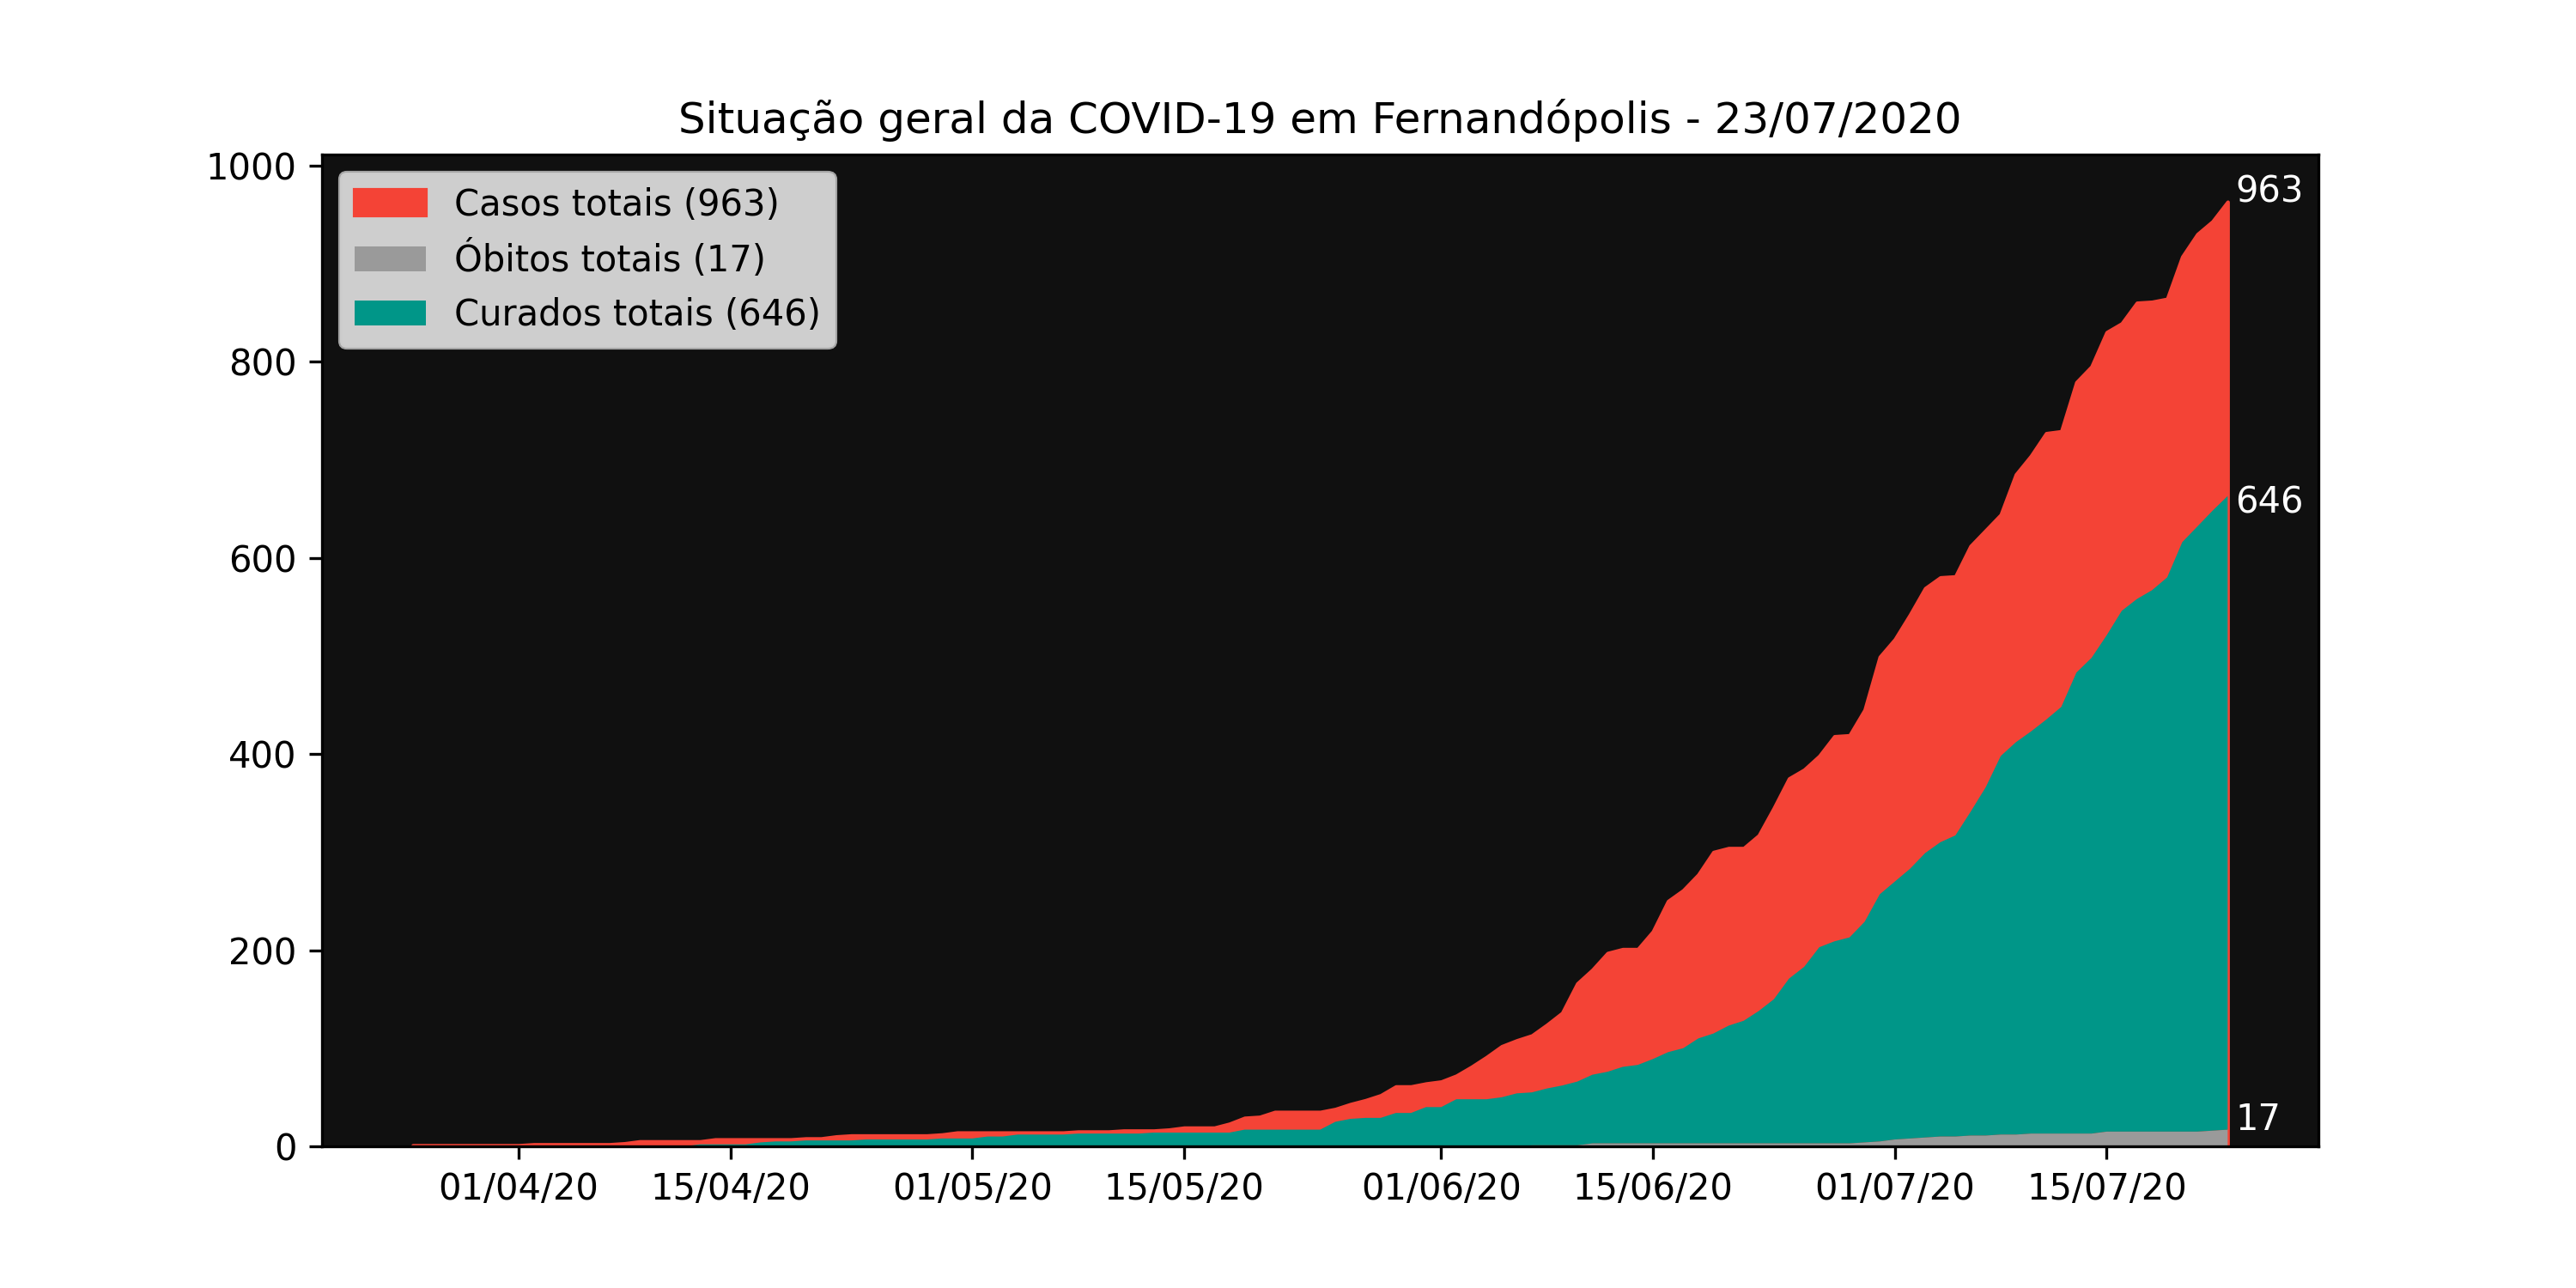 Situação geral da COVID-19 em Fernandópolis - 23/07/2020
1000
800
600
400
200
0
Casos totais (963)
Óbitos totais (17)
Curados totais (646)
963
646
17
01/04/20 15/04/20 01/05/20 15/05/20 01/06/20 15/06/20 01/07/20 15/07/20